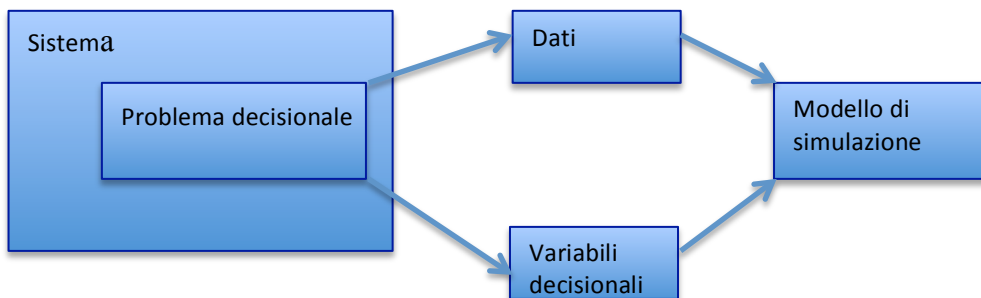 Sistema
Problema decisionale
Dati
Variabili
decisionali
Modello di
simulazione